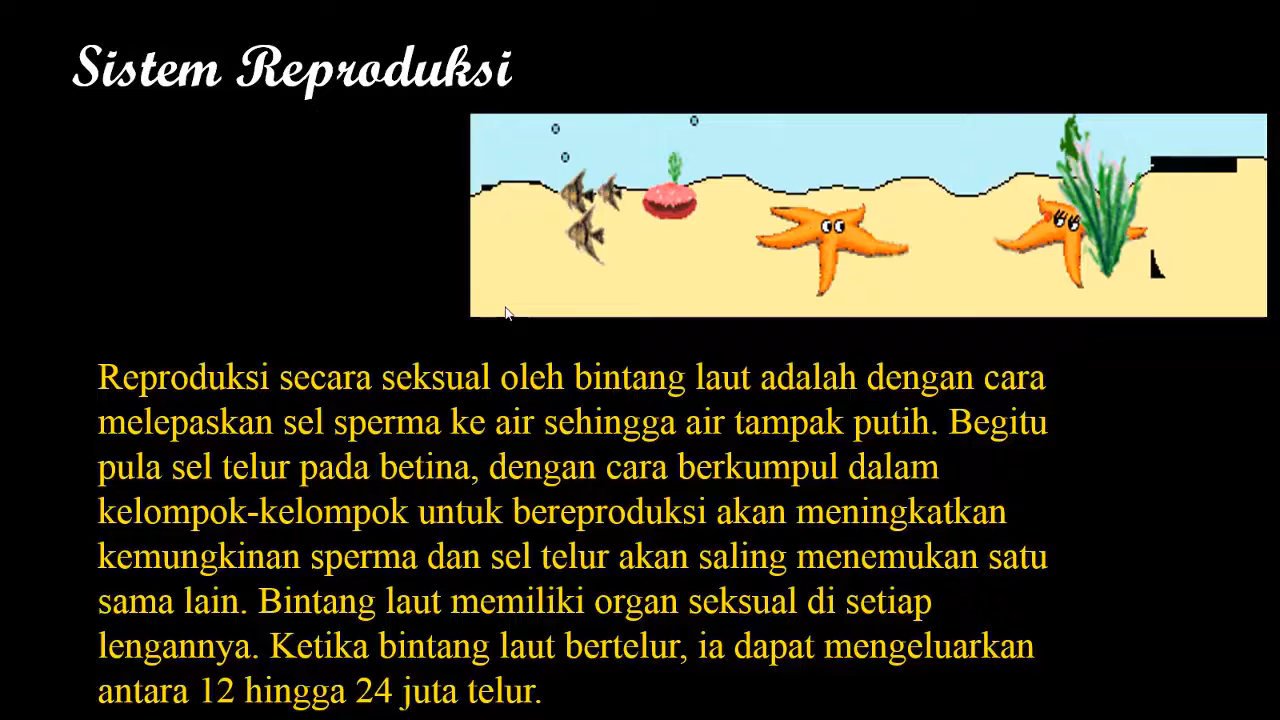 Sistem Reproduksi
Reproduksi secara seksual oleh bintang laut adalah dengan cara
melepaskan sel sperma ke air sehingga air tampak putih. Begitu
pula sel telur pada betina, dengan cara berkumpul dalam
kelompok-kelompok untuk bereproduksi akan meningkatkan
kemungkinan sperma dan sel telur akan saling menemukan satu
sama lain. Bintang laut memiliki organ seksual di setiap
lengannya. Ketika bintang laut bertelur, ia dapat mengeluarkan
antara 12 hingga 24 juta telur.